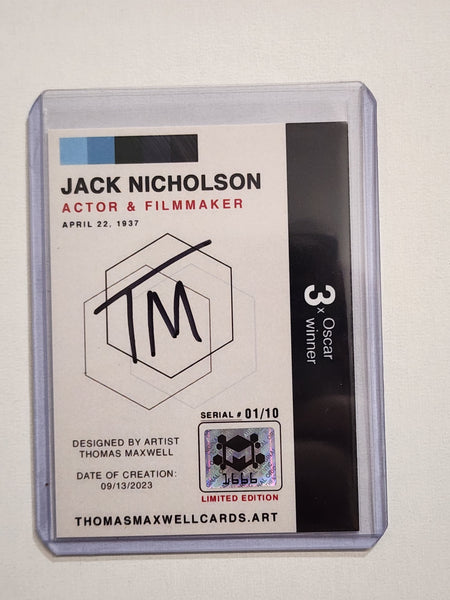 JACK NICHOLSON
ACTOR & FILMMAKER
APRIL 22, 1937
TM
3x Oscar
winner
SERIAL # 01/10
1666
LIMITED EDITION
DESIGNED BY ARTIST
THOMAS MAXWELL
DATE OF CREATION:
09/13/2023
THOMASMAXWELLCARDS.ART